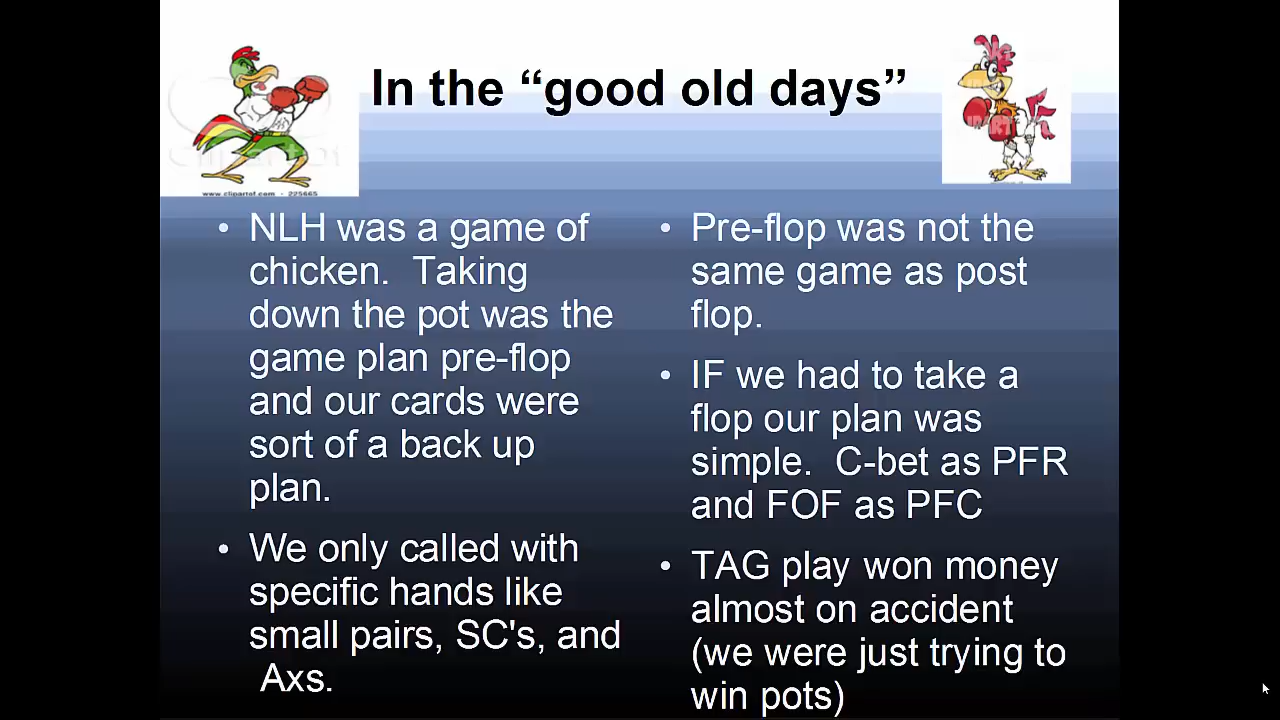 In the “good old days”
www.clipartof.com - 225665
• NLH was a game of
chicken.  Taking
down the pot was the
game plan pre-flop
and our cards were
sort of a back up
plan.
• We only called with
specific hands like
small pairs, SC's, and
Axs.
• Pre-flop was not the
same game as post
flop.
• IF we had to take a
flop our plan was
simple.  C-bet as PFR
and FOF as PFC
• TAG play won money
almost on accident
(we were just trying to
win pots)